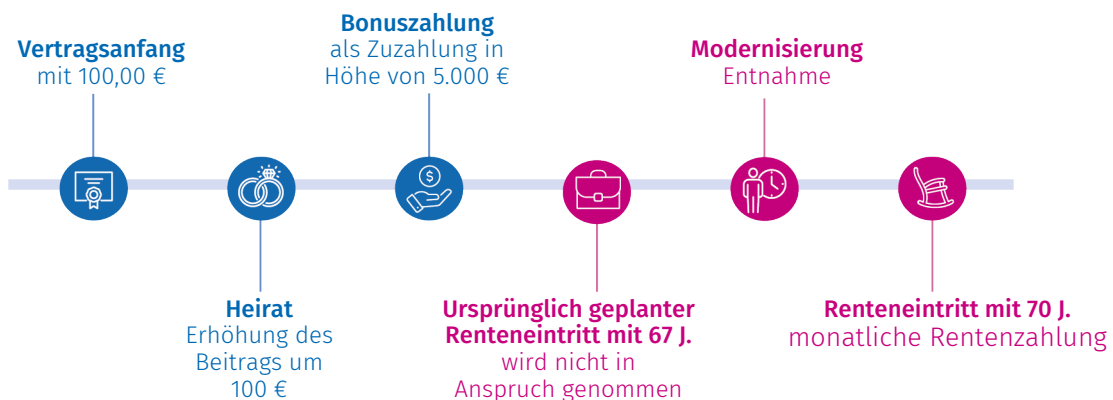 Vertragsanfang
mit 100,00 €
Heirat
Erhöhung des
Beitrags um
100 €
Bonuszahlung
als Zuzahlung in
Höhe von 5.000 €
$
Ursprünglich geplanter
Renteneintritt mit 67 J.
wird nicht in
Anspruch genommen
Modernisierung
Entnahme
Renteneintritt mit 70 J.
monatliche Rentenzahlung